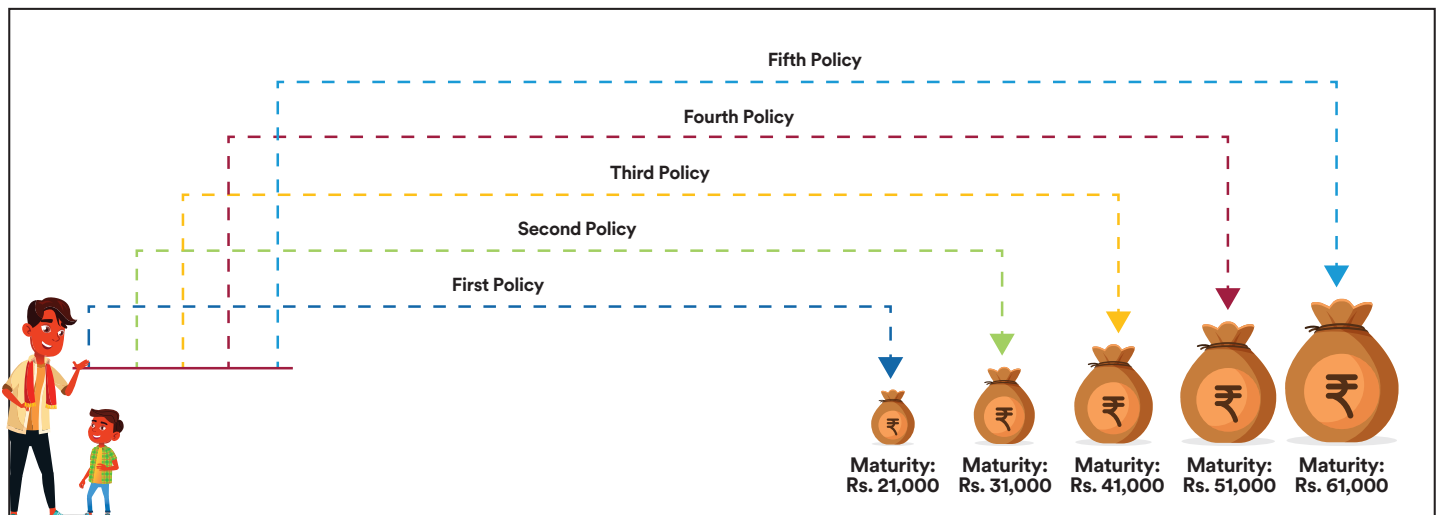 Fifth Policy
Fourth Policy
Third Policy
Second Policy
First Policy
₹
₹
₹
₹
₹
Maturity:
Rs. 21,000
Maturity:
Rs. 31,000
Maturity:
Rs. 41,000
Maturity:
Rs. 51,000
Maturity:
Rs. 61,000